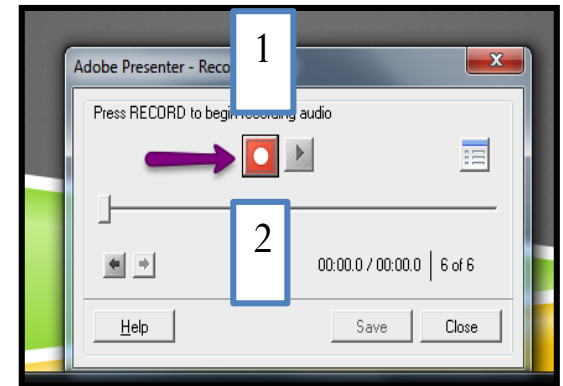 1
Adobe Presenter - Reco
X
Press RECORD to begin recording audio
2
00:00.0 / 00:00.0 6 of 6
Help Save Close